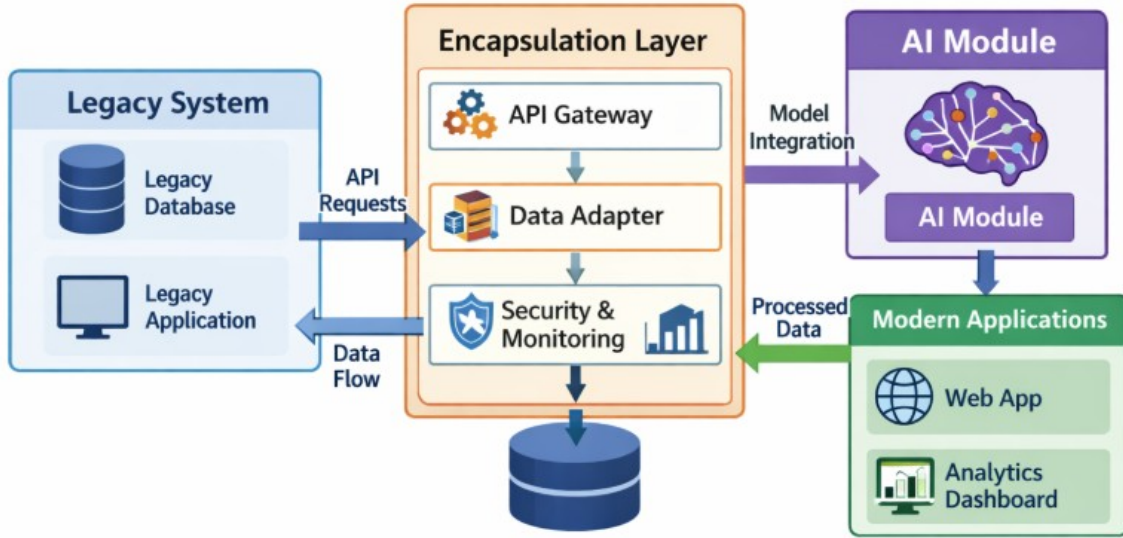 Legacy System
Legacy
Database
Legacy
Application
API
Requests
Data
Flow
Encapsulation Layer
API Gateway
Data Adapter
Security &
Monitoring
Model
Integration
Processed
Data
AI Module
AI Module
Modern Applications
Web App
Analytics
Dashboard